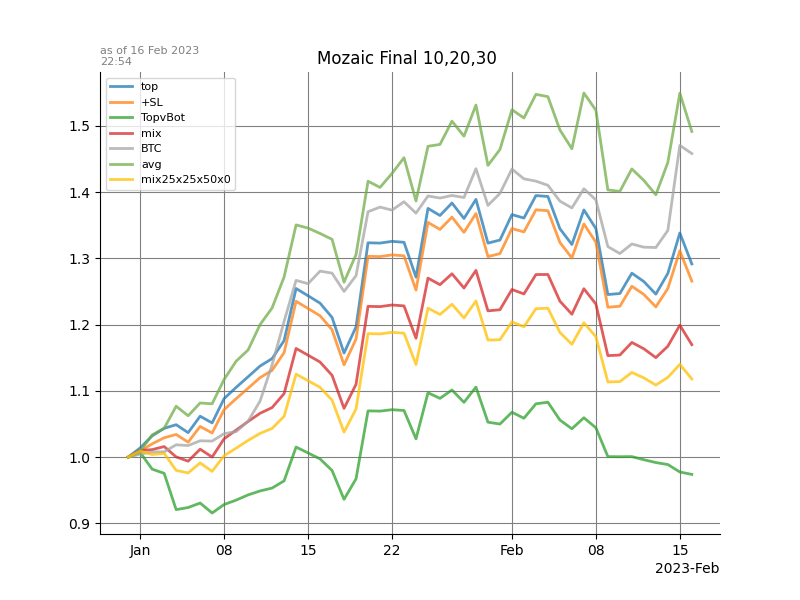 as of 16 Feb 2023
22:54
Mozaic Final 10,20,30
top
+SL
TopvBot
mix
BTC
avg
mix25x25x50x0
1.5
1.4
1.3
1.2
1.1
1.0
0.9
Jan
08
15
22
Feb
08
15
2023-Feb